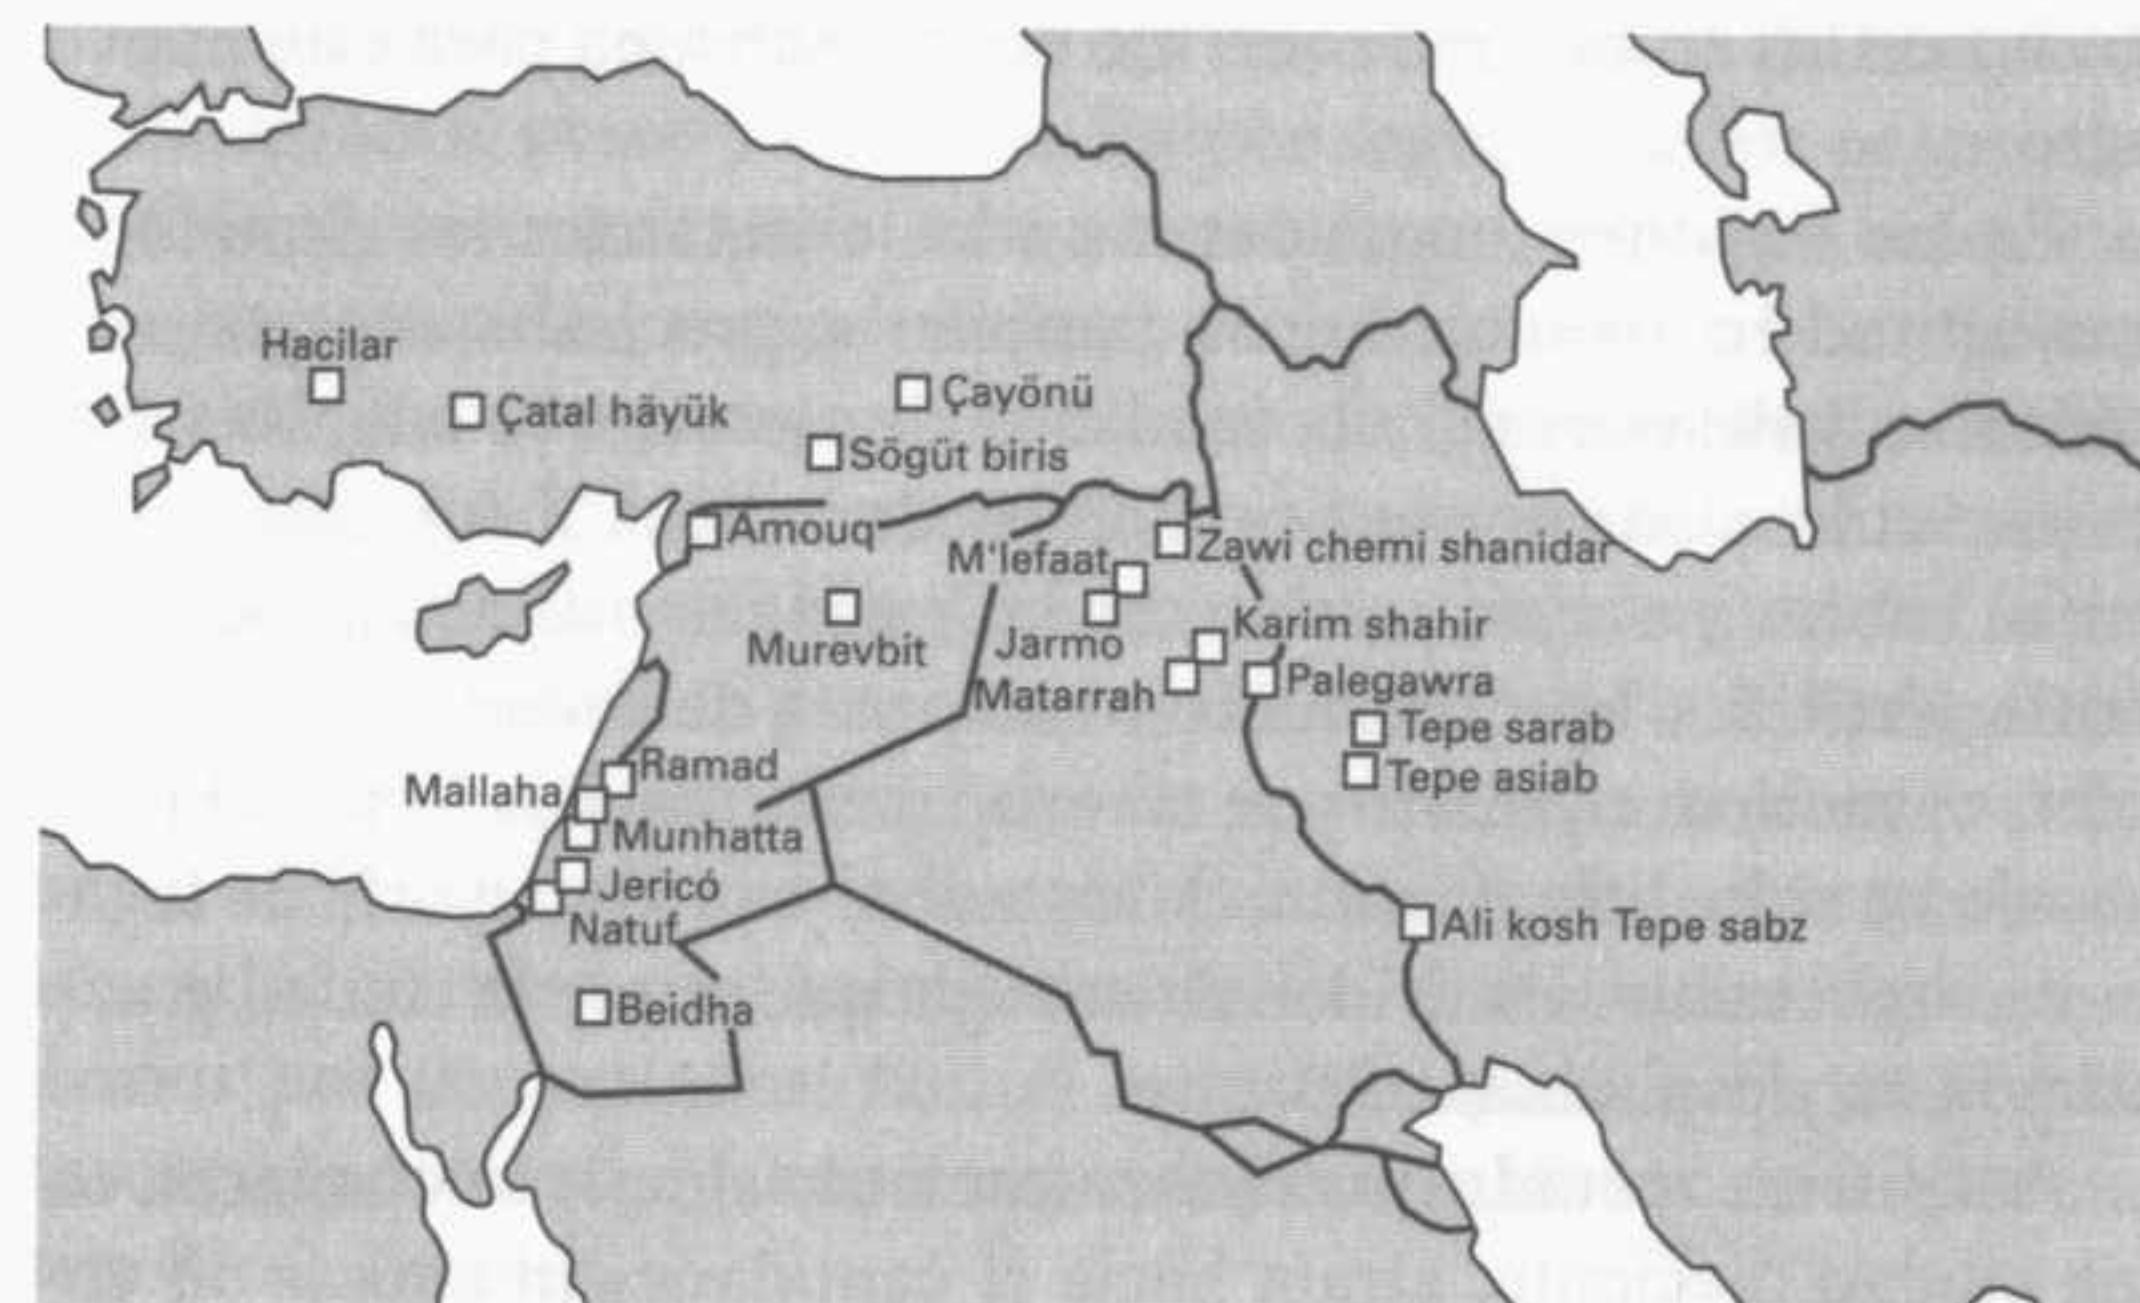 Hacilar
Çatal häyük
Çayönü
Sögüt biris
Amouq
M'lefaat
Zawi chemi shanidar
Murevbit
Jarmo
Karim shahir
Matarrah
Palegawra
Tepe sarab
Tepe asiab
Ramad
Mallaha
Munhatta
Jericó
Natuf
Ali kosh Tepe sabz
Beidha